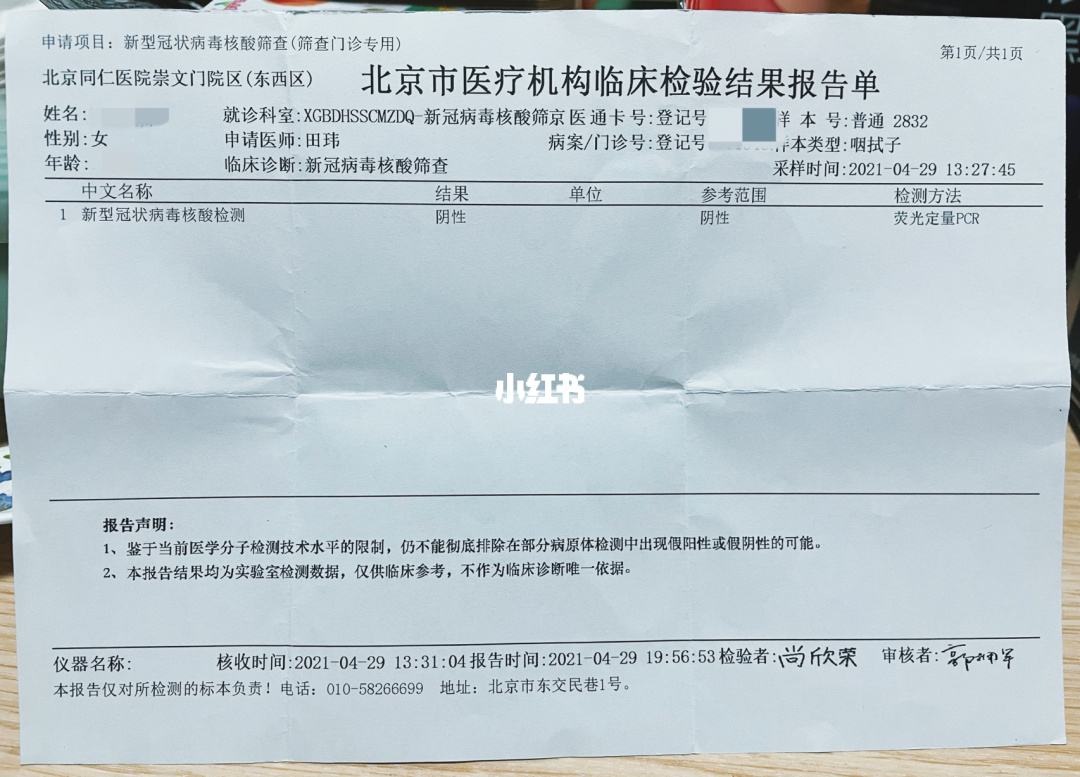 申请项目：新型冠状病毒核酸筛查(筛查门诊专用)
第1页/共1页
北京同仁医院崇文门院区(东西区)
北京市医疗机构临床检验结果报告单
姓名： 就诊科室:XGBDHSSCMZDQ-新冠病毒核酸筛京医通卡号:登记号 样 本 号:普通 2832
性别:女 申请医师:田玮 病案/门诊号:登记号 样本类型:咽拭子
年龄： 临床诊断:新冠病毒核酸筛查 采样时间:2021-04-29 13:27:45
中文名称 结果 单位 参考范围 检测方法
1 新型冠状病毒核酸检测 阴性 阴性 荧光定量PCR
小红书
报告声明：
1、鉴于当前医学分子检测技术水平的限制，仍不能彻底排除在部分病原体检测中出现假阳性或假阴性的可能。
2、本报告结果均为实验室检测数据，仅供临床参考，不作为临床诊断唯一依据。
仪器名称: 核收时间:2021-04-29 13:31:04 报告时间:2021-04-29 19:56:53 检验者:尚欣荣 审核者:
本报告仅对所检测的标本负责！电话：010-58266699 地址：北京市东交民巷1号。